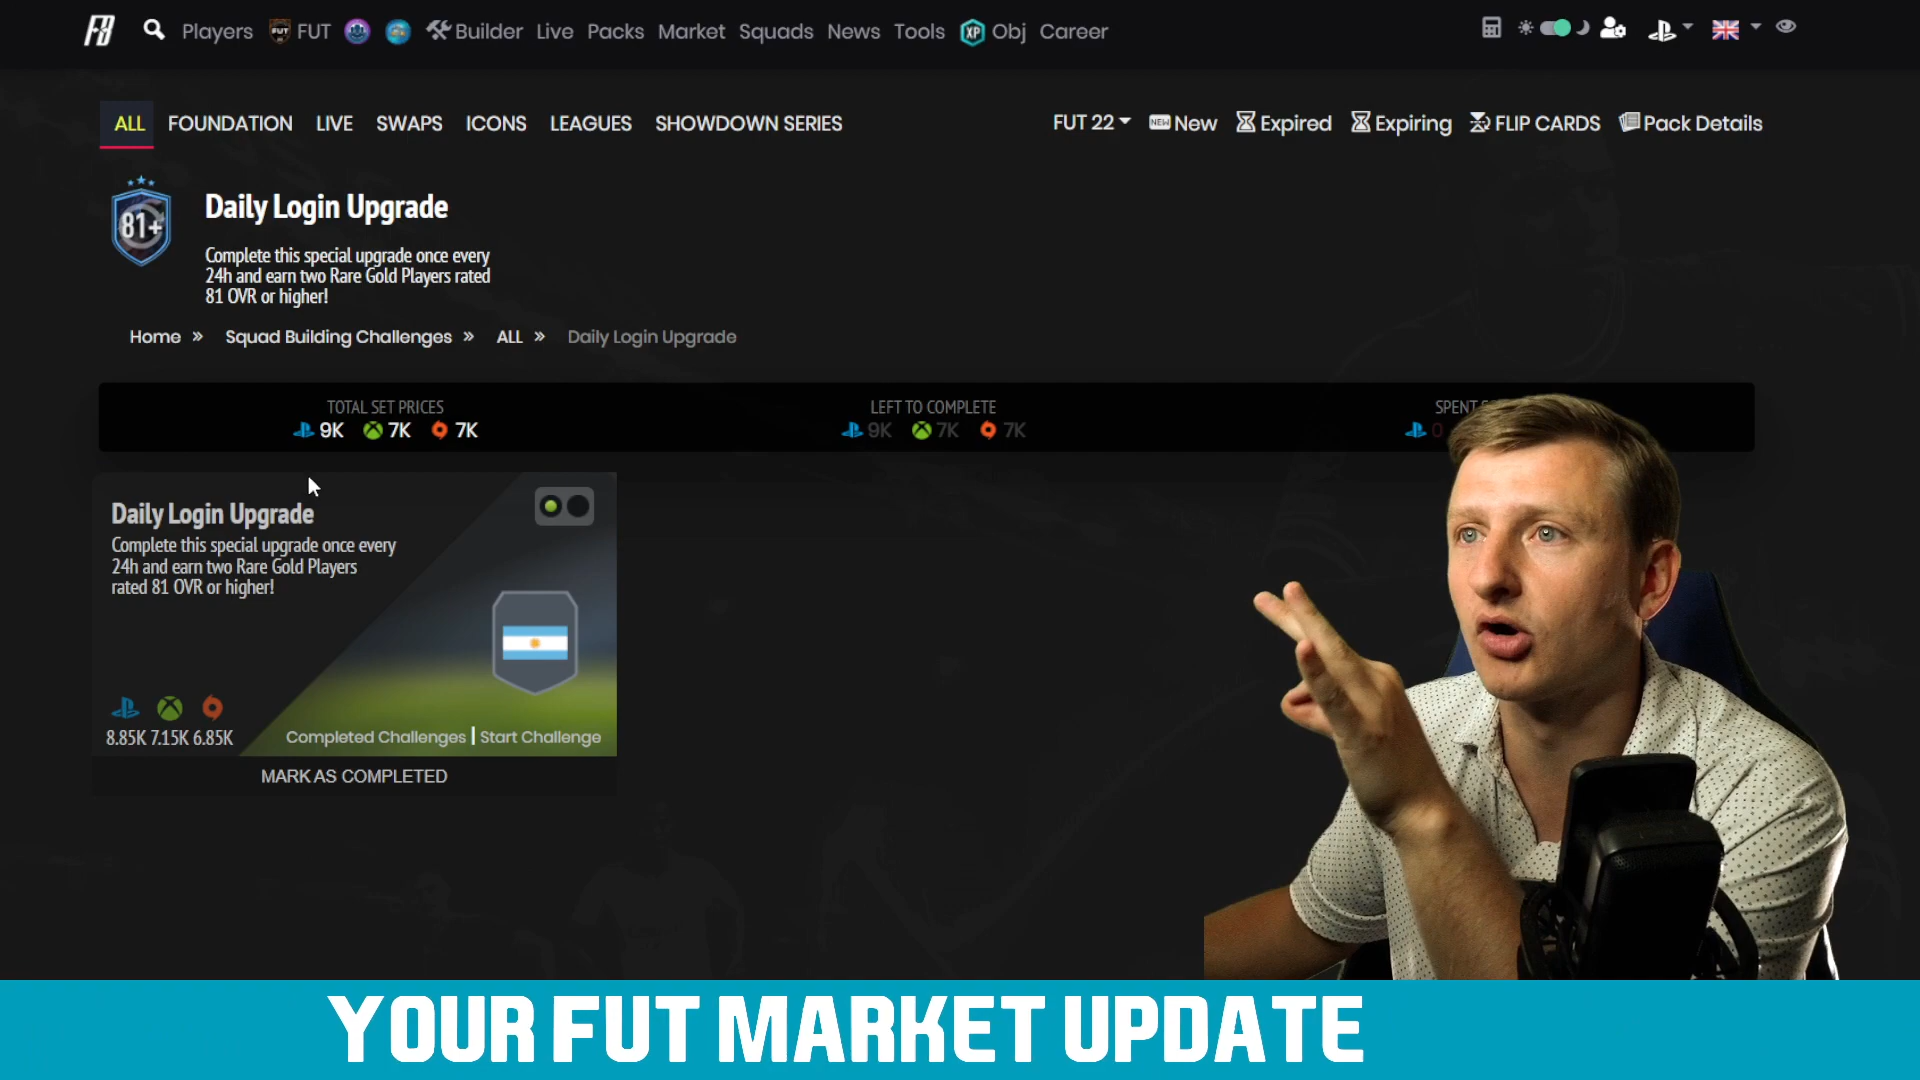 Players FUT Builder Live Packs Market Squads News Tools XP Obj Career
ALL FOUNDATION LIVE SWAPS ICONS LEAGUES SHOWDOWN SERIES FUT 22 NEW New Expired Expiring FLIP CARDS Pack Details
81+
Daily Login Upgrade
Complete this special upgrade once every
24h and earn two Rare Gold Players rated
81 OVR or higher!
Home » Squad Building Challenges » ALL » Daily Login Upgrade
TOTAL SET PRICES LEFT TO COMPLETE SPENT
9K 7K 7K 9K 7K 7K 0
Daily Login Upgrade
Complete this special upgrade once every
24h and earn two Rare Gold Players
rated 81 OVR or higher!
8.85K 7.15K 6.85K Completed Challenges | Start Challenge
MARK AS COMPLETED
YOUR FUT MARKET UPDATE